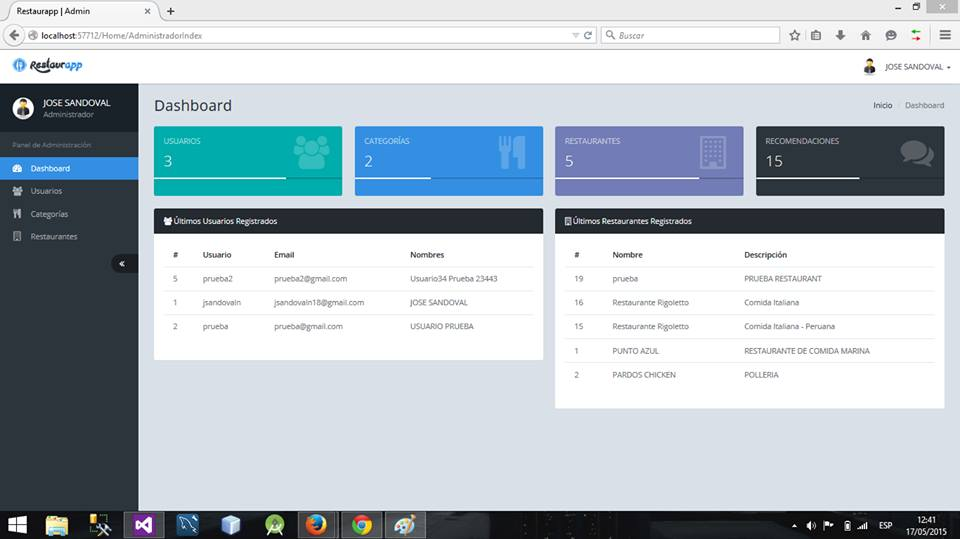 Restaurapp | Admin
localhost:57712/Home/AdministradorIndex
Buscar
Restaurapp
JOSE SANDOVAL
JOSE SANDOVAL
Administrador
Panel de Administración
Dashboard
Usuarios
Categorías
Restaurantes
Dashboard
Inicio / Dashboard
USUARIOS
3
CATEGORÍAS
2
RESTAURANTES
5
RECOMENDACIONES
15
Últimos Usuarios Registrados
# Usuario Email Nombres
5 prueba2 prueba2@gmail.com Usuario34 Prueba 23443
1 jsandovaln jsandovaln18@gmail.com JOSE SANDOVAL
2 prueba prueba@gmail.com USUARIO PRUEBA
Últimos Restaurantes Registrados
# Nombre Descripción
19 prueba PRUEBA RESTAURANT
16 Restaurante Rigoletto Comida Italiana
15 Restaurante Rigoletto Comida Italiana - Peruana
1 PUNTO AZUL RESTAURANTE DE COMIDA MARINA
2 PARDOS CHICKEN POLLERIA
ESP
12:41
17/05/2015